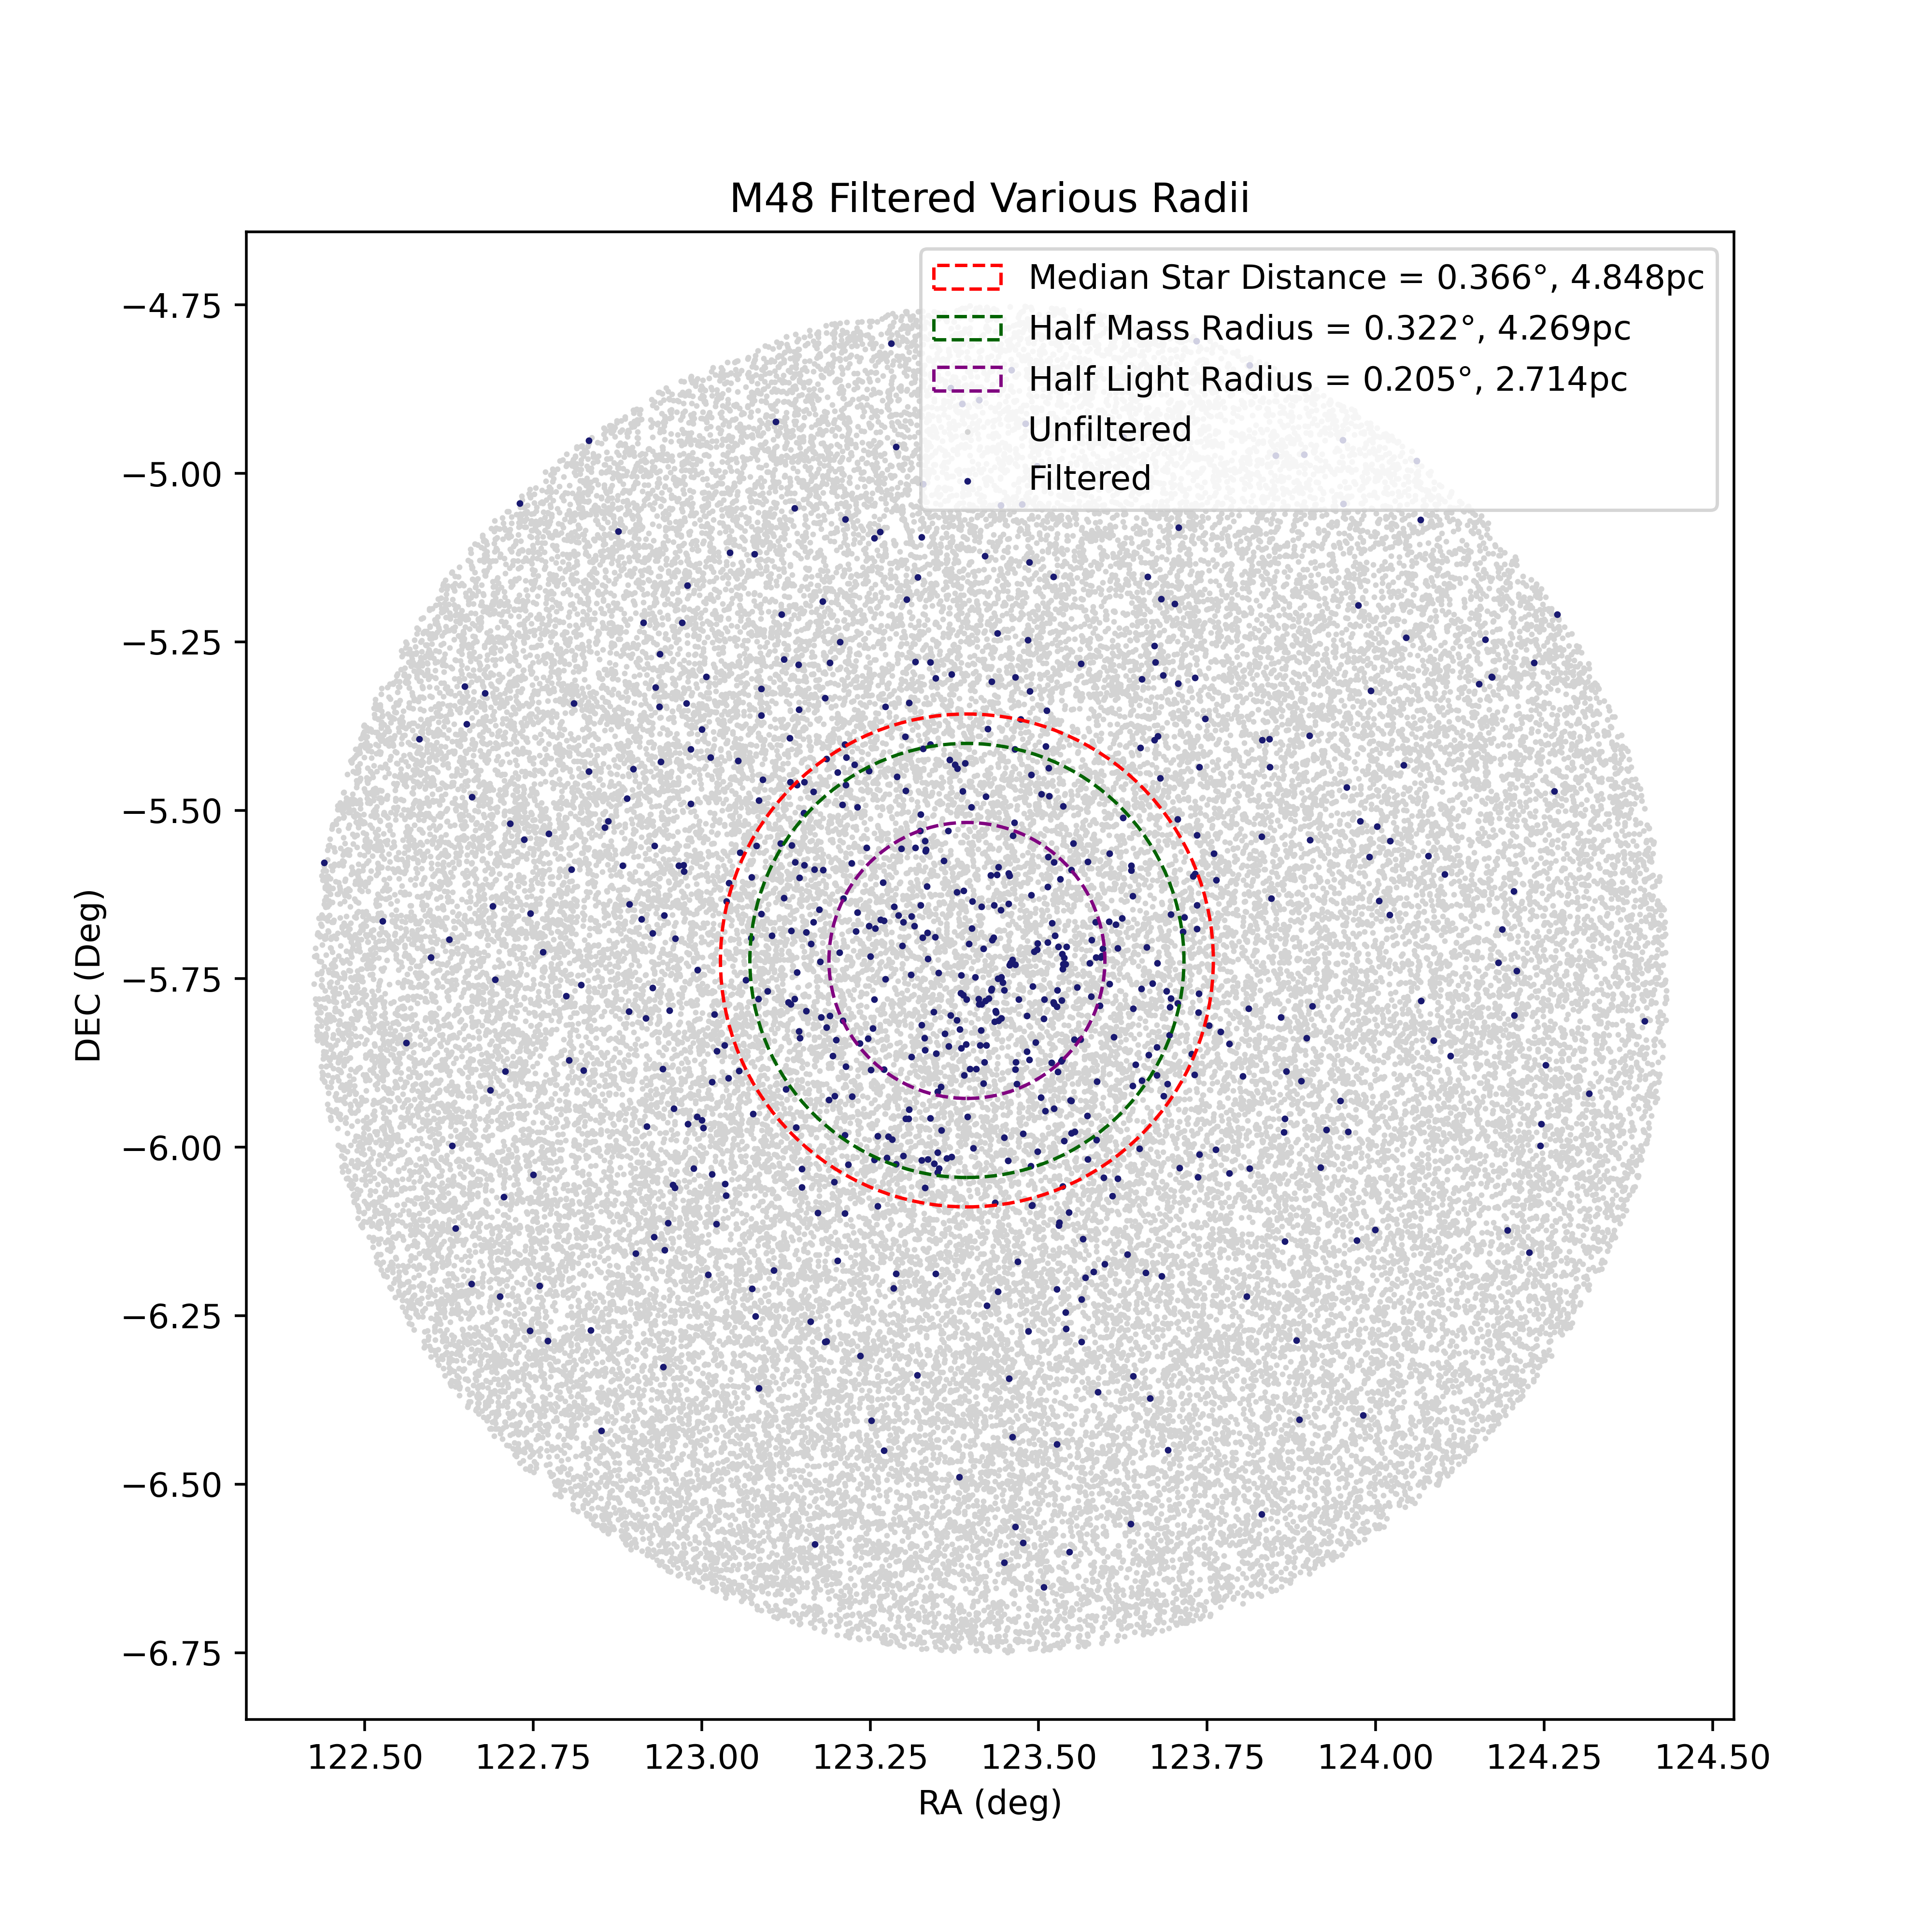 M48 Filtered Various Radii
Median Star Distance = 0.366°, 4.848pc
Half Mass Radius = 0.322°, 4.269pc
Half Light Radius = 0.205°, 2.714pc
Unfiltered
Filtered
DEC (Deg)
−4.75
−5.00
−5.25
−5.50
−5.75
−6.00
−6.25
−6.50
−6.75
122.50 122.75 123.00 123.25 123.50 123.75 124.00 124.25 124.50
RA (deg)